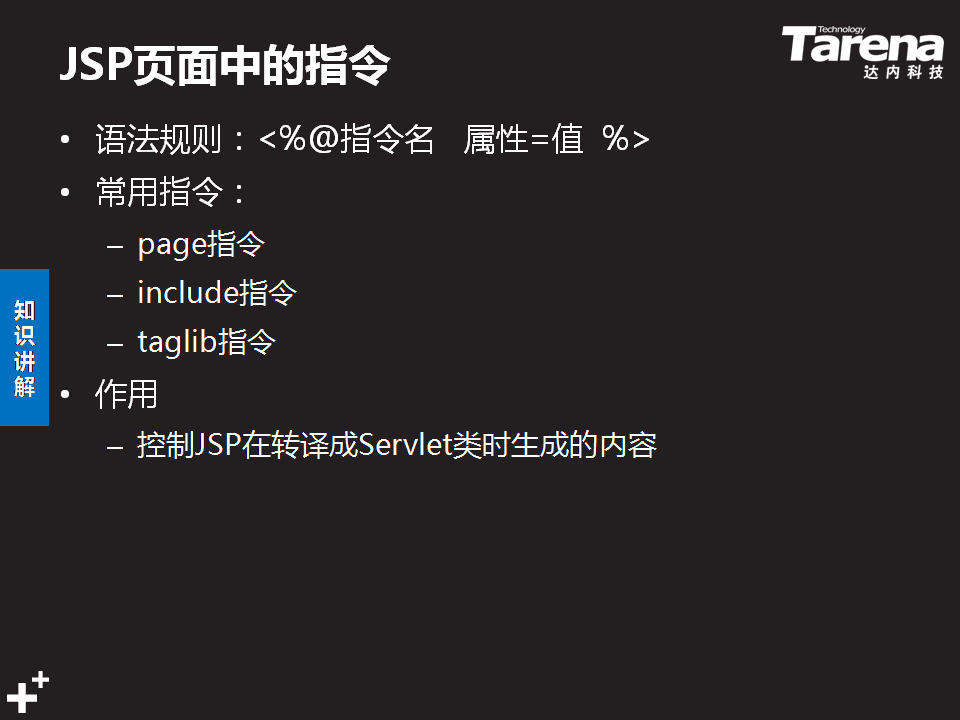 JSP页面中的指令
Technology
Tarena
达内科技
• 语法规则：<%@指令名 属性=值 %>
• 常用指令：
– page指令
– include指令
– taglib指令
知识讲解
• 作用
– 控制JSP在转译成Servlet类时生成的内容